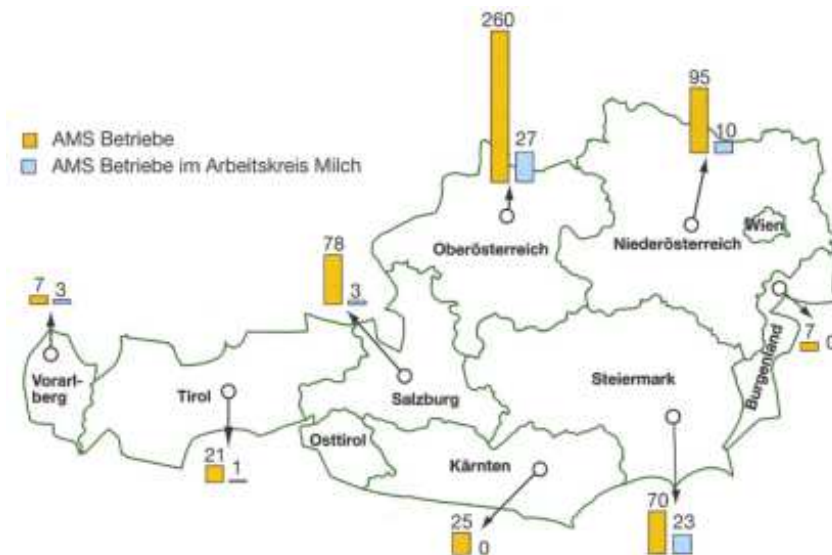 260
95
AMS Betriebe
27
10
AMS Betriebe im Arbeitskreis Milch
Wien
Oberösterreich
Niederösterreich
78
3
7 3
7 0
Vorarl-
berg
Tirol
Salzburg
Steiermark
Burgenland
Osttirol
Kärnten
21
1
25
0
70
23